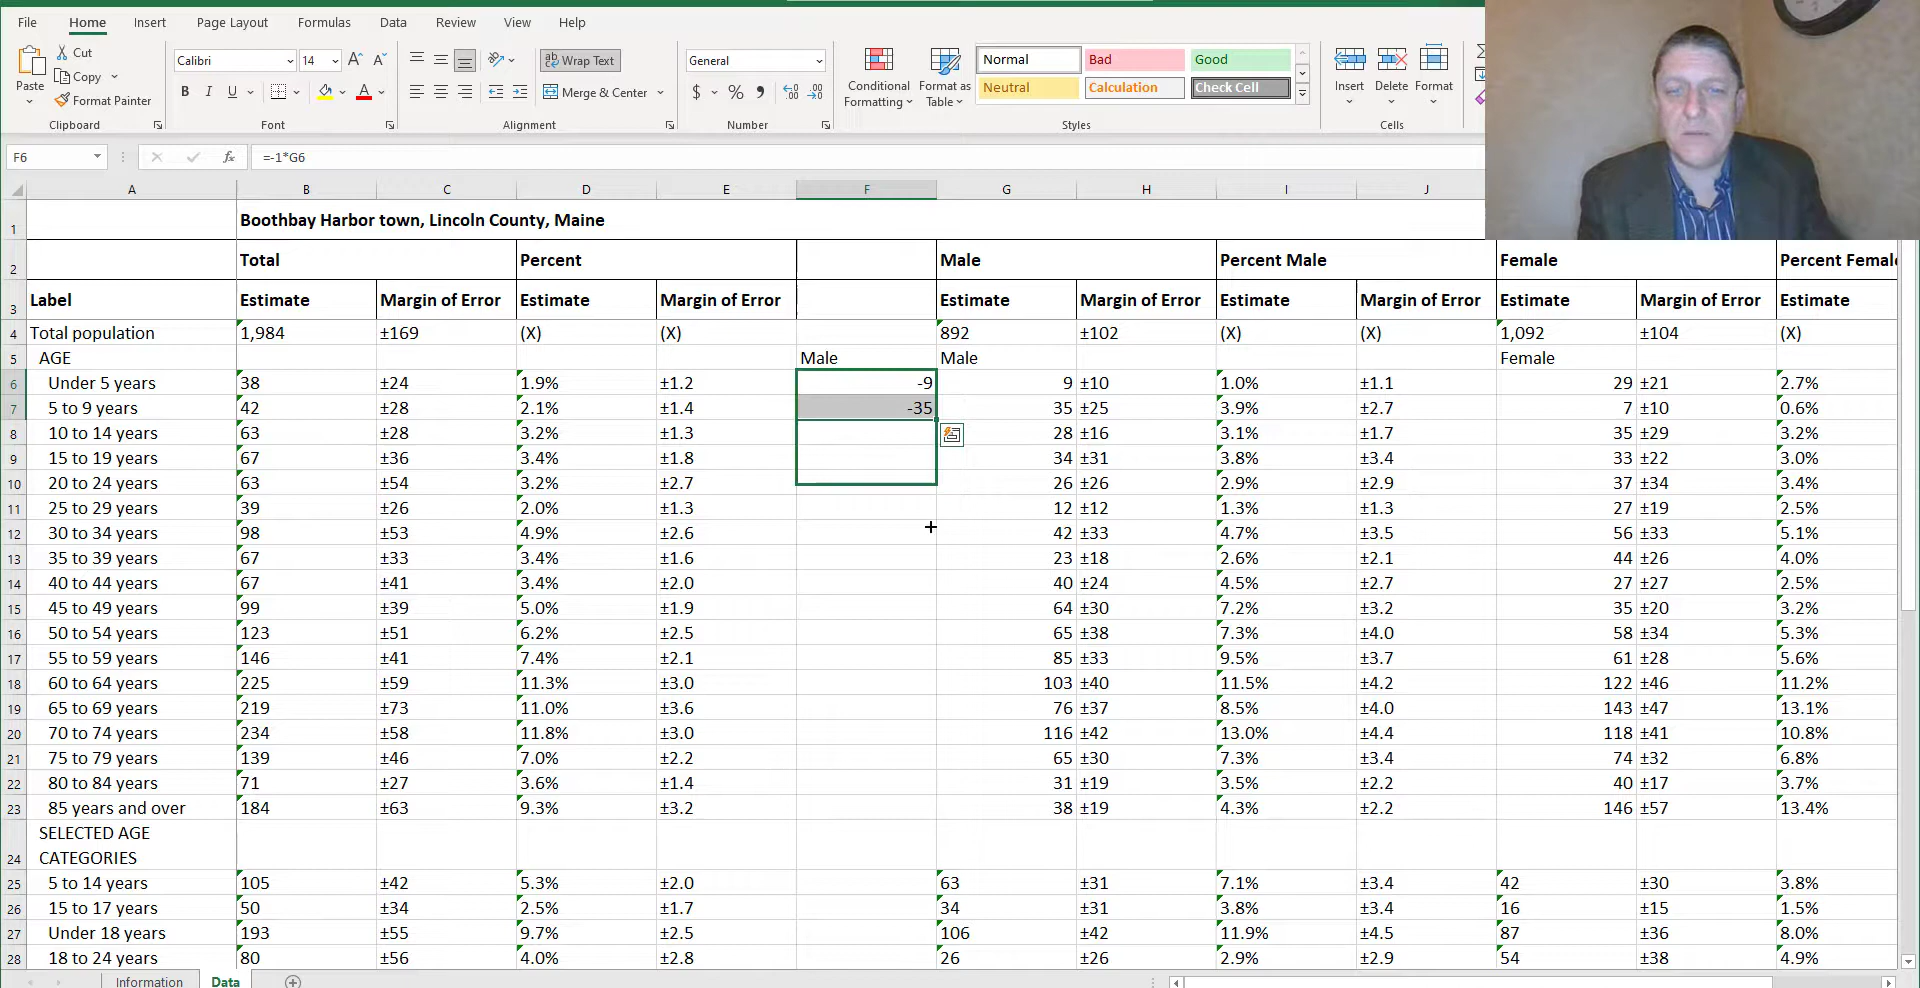 File Home Insert Page Layout Formulas Data Review View Help
Paste Cut Copy Format Painter
Calibri 14 A A Wrap Text General Normal Bad Good
B I U A Merge & Center $ % 9 Conditional Formatting Format as Table Neutral Calculation Check Cell Insert Delete Format
Clipboard Font Alignment Number Styles Cells
F6 fx =-1*G6
A B C D E F G H I J
1 Boothbay Harbor town, Lincoln County, Maine
2 Total Percent Male Percent Male Female Percent Female
3 Label Estimate Margin of Error Estimate Margin of Error Estimate Margin of Error Estimate Margin of Error Estimate Margin of Error Estimate
4 Total population 1,984 ±169 (X) (X) 892 ±102 (X) (X) 1,092 ±104 (X)
5 AGE Male Male Female
6 Under 5 years 38 ±24 1.9% ±1.2 -9 9 ±10 1.0% ±1.1 29 ±21 2.7%
7 5 to 9 years 42 ±28 2.1% ±1.4 -35 35 ±25 3.9% ±2.7 7 ±10 0.6%
8 10 to 14 years 63 ±28 3.2% ±1.3 28 ±16 3.1% ±1.7 35 ±29 3.2%
9 15 to 19 years 67 ±36 3.4% ±1.8 34 ±31 3.8% ±3.4 33 ±22 3.0%
10 20 to 24 years 63 ±54 3.2% ±2.7 26 ±26 2.9% ±2.9 37 ±34 3.4%
11 25 to 29 years 39 ±26 2.0% ±1.3 12 ±12 1.3% ±1.3 27 ±19 2.5%
12 30 to 34 years 98 ±53 4.9% ±2.6 42 ±33 4.7% ±3.5 56 ±33 5.1%
13 35 to 39 years 67 ±33 3.4% ±1.6 23 ±18 2.6% ±2.1 44 ±26 4.0%
14 40 to 44 years 67 ±41 3.4% ±2.0 40 ±24 4.5% ±2.7 27 ±27 2.5%
15 45 to 49 years 99 ±39 5.0% ±1.9 64 ±30 7.2% ±3.2 35 ±20 3.2%
16 50 to 54 years 123 ±51 6.2% ±2.5 65 ±38 7.3% ±4.0 58 ±34 5.3%
17 55 to 59 years 146 ±41 7.4% ±2.1 85 ±33 9.5% ±3.7 61 ±28 5.6%
18 60 to 64 years 225 ±59 11.3% ±3.0 103 ±40 11.5% ±4.2 122 ±46 11.2%
19 65 to 69 years 219 ±73 11.0% ±3.6 76 ±37 8.5% ±4.0 143 ±47 13.1%
20 70 to 74 years 234 ±58 11.8% ±3.0 116 ±42 13.0% ±4.4 118 ±41 10.8%
21 75 to 79 years 139 ±46 7.0% ±2.2 65 ±30 7.3% ±3.4 74 ±32 6.8%
22 80 to 84 years 71 ±27 3.6% ±1.4 31 ±19 3.5% ±2.2 40 ±17 3.7%
23 85 years and over 184 ±63 9.3% ±3.2 38 ±19 4.3% ±2.2 146 ±57 13.4%
SELECTED AGE
24 CATEGORIES
25 5 to 14 years 105 ±42 5.3% ±2.0 63 ±31 7.1% ±3.4 42 ±30 3.8%
26 15 to 17 years 50 ±34 2.5% ±1.7 34 ±31 3.8% ±3.4 16 ±15 1.5%
27 Under 18 years 193 ±55 9.7% ±2.5 106 ±42 11.9% ±4.5 87 ±36 8.0%
28 18 to 24 years 80 ±56 4.0% ±2.8 26 ±26 2.9% ±2.9 54 ±38 4.9%
Information Data